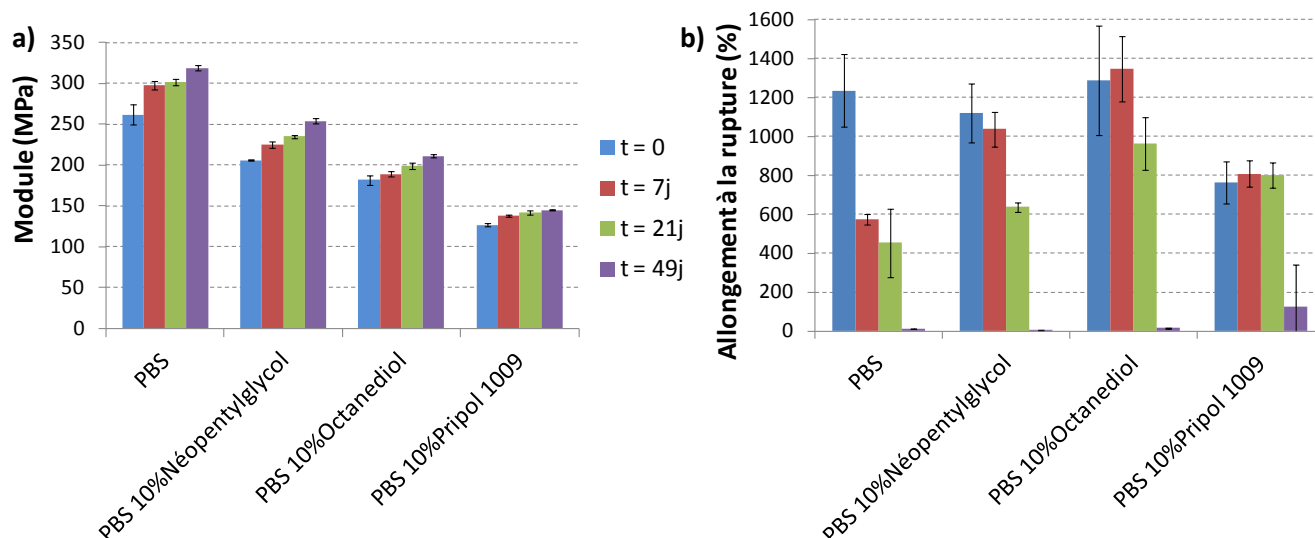 a)
Module (MPa)
350
300
250
200
150
100
50
0
PBS
PBS 10%Néopentylglycol
PBS 10%Octanediol
PBS 10%Pripol 1009
t = 0
t = 7j
t = 21j
t = 49j
b)
Allongement à la rupture (%)
1600
1400
1200
1000
800
600
400
200
0
PBS
PBS 10%Néopentylglycol
PBS 10%Octanediol
PBS 10%Pripol 1009